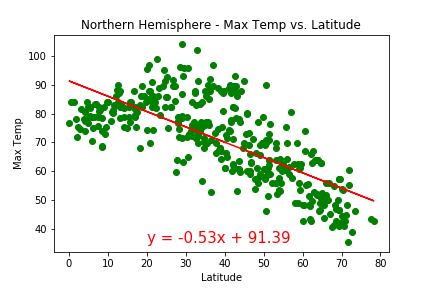 Northern Hemisphere - Max Temp vs. Latitude
100
90
80
70
60
50
40
Max Temp
y = -0.53x + 91.39
0 10 20 30 40 50 60 70 80
Latitude